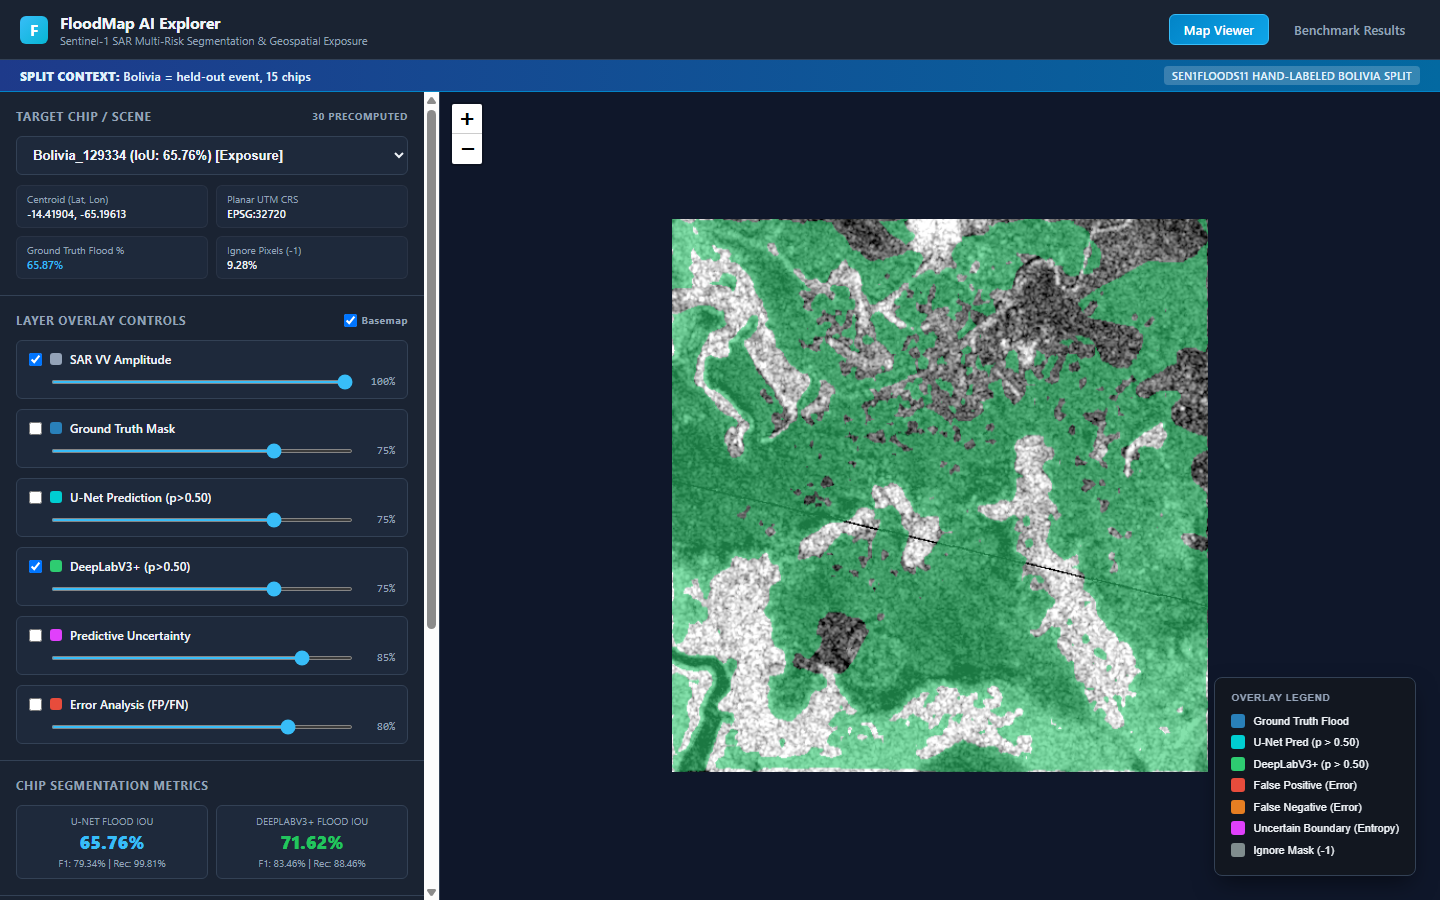 F
FloodMap AI Explorer
Sentinel-1 SAR Multi-Risk Segmentation & Geospatial Exposure
Map Viewer
Benchmark Results
SPLIT CONTEXT: Bolivia = held-out event, 15 chips
SEN1FLOODS11 HAND-LABELED BOLIVIA SPLIT
TARGET CHIP / SCENE
30 PRECOMPUTED
Bolivia_129334 (IoU: 65.76%) [Exposure]
Centroid (Lat, Lon)
-14.41904, -65.19613
Planar UTM CRS
EPSG:32720
Ground Truth Flood %
65.87%
Ignore Pixels (-1)
9.28%
LAYER OVERLAY CONTROLS
Basemap
SAR VV Amplitude
100%
Ground Truth Mask
75%
U-Net Prediction (p>0.50)
75%
DeepLabV3+ (p>0.50)
75%
Predictive Uncertainty
85%
Error Analysis (FP/FN)
80%
CHIP SEGMENTATION METRICS
U-NET FLOOD IOU
65.76%
F1: 79.34% | Rec: 99.81%
DEEPLABV3+ FLOOD IOU
71.62%
F1: 83.46% | Rec: 88.46%
+
−
OVERLAY LEGEND
Ground Truth Flood
U-Net Pred (p > 0.50)
DeepLabV3+ (p > 0.50)
False Positive (Error)
False Negative (Error)
Uncertain Boundary (Entropy)
Ignore Mask (-1)